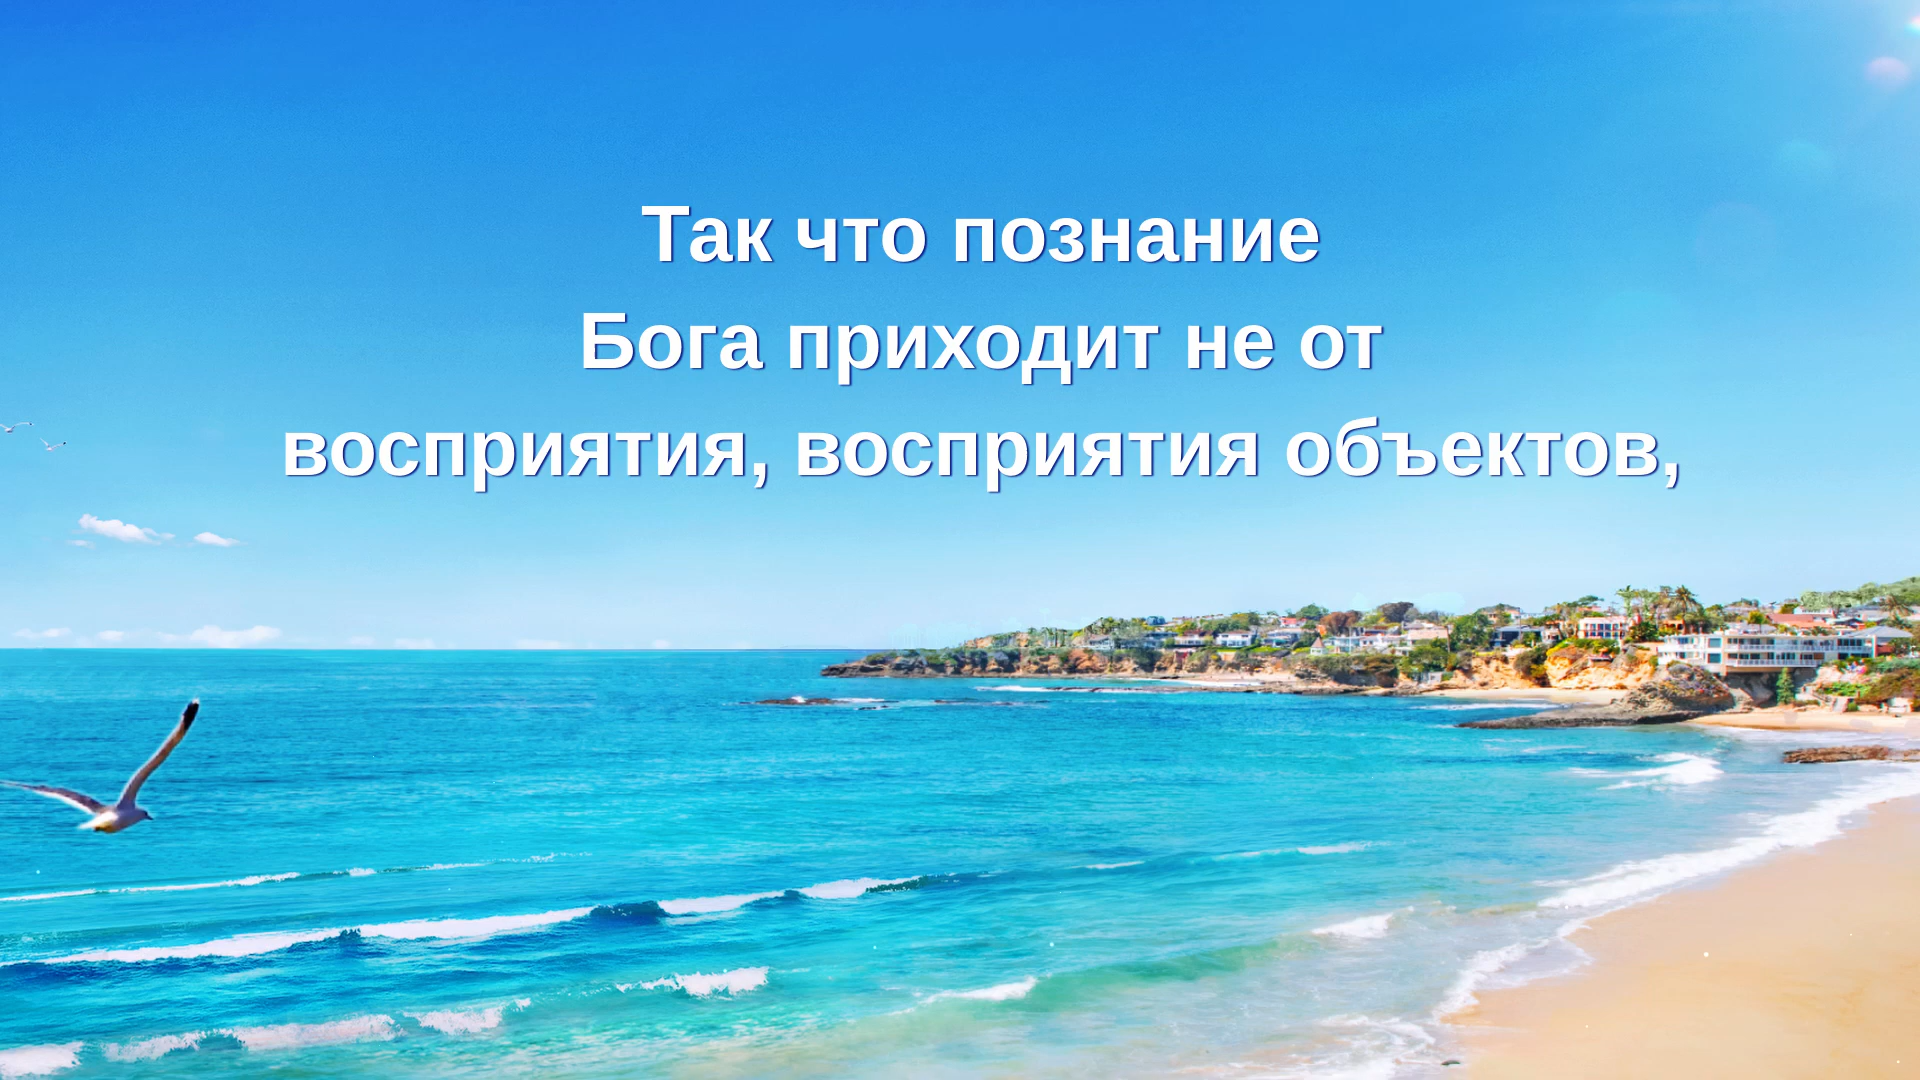 Так что познание
Бога приходит не от
восприятия, восприятия объектов,